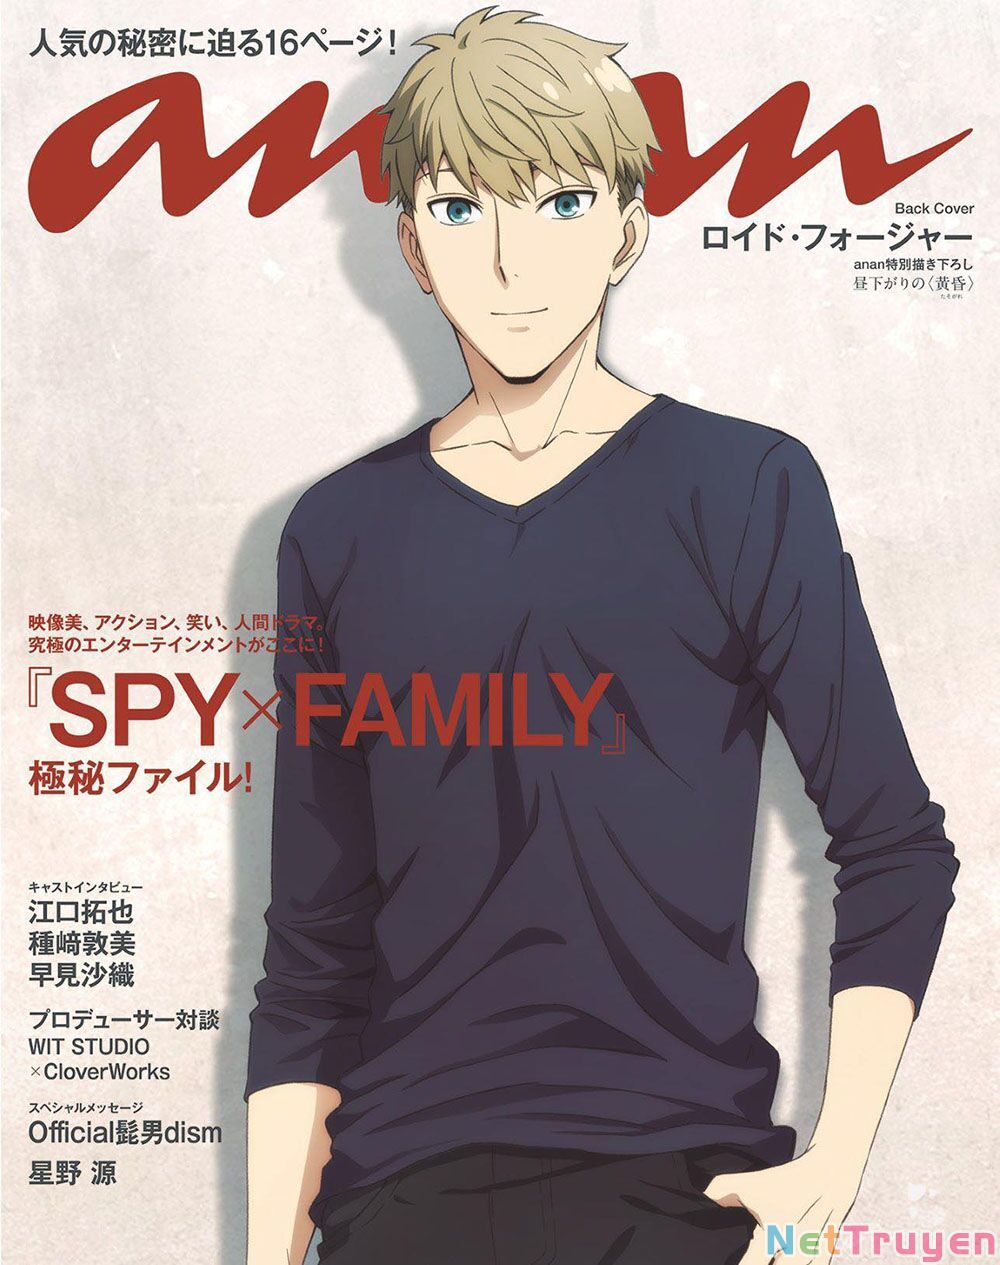 人気の秘密に迫る16ページ!
anan
Back Cover
ロイド・フォージャー
anan特別描き下ろし
昼下がりの〈黄昏〉
たそがれ
映像美、アクション、笑い、人間ドラマ。
究極のエンターテインメントがここに!
『SPY×FAMILY』
極秘ファイル!
キャストインタビュー
江口拓也
種﨑敦美
早見沙織
プロデューサー対談
WIT STUDIO
×CloverWorks
スペシャルメッセージ
Official髭男dism
星野 源
NetTruyen